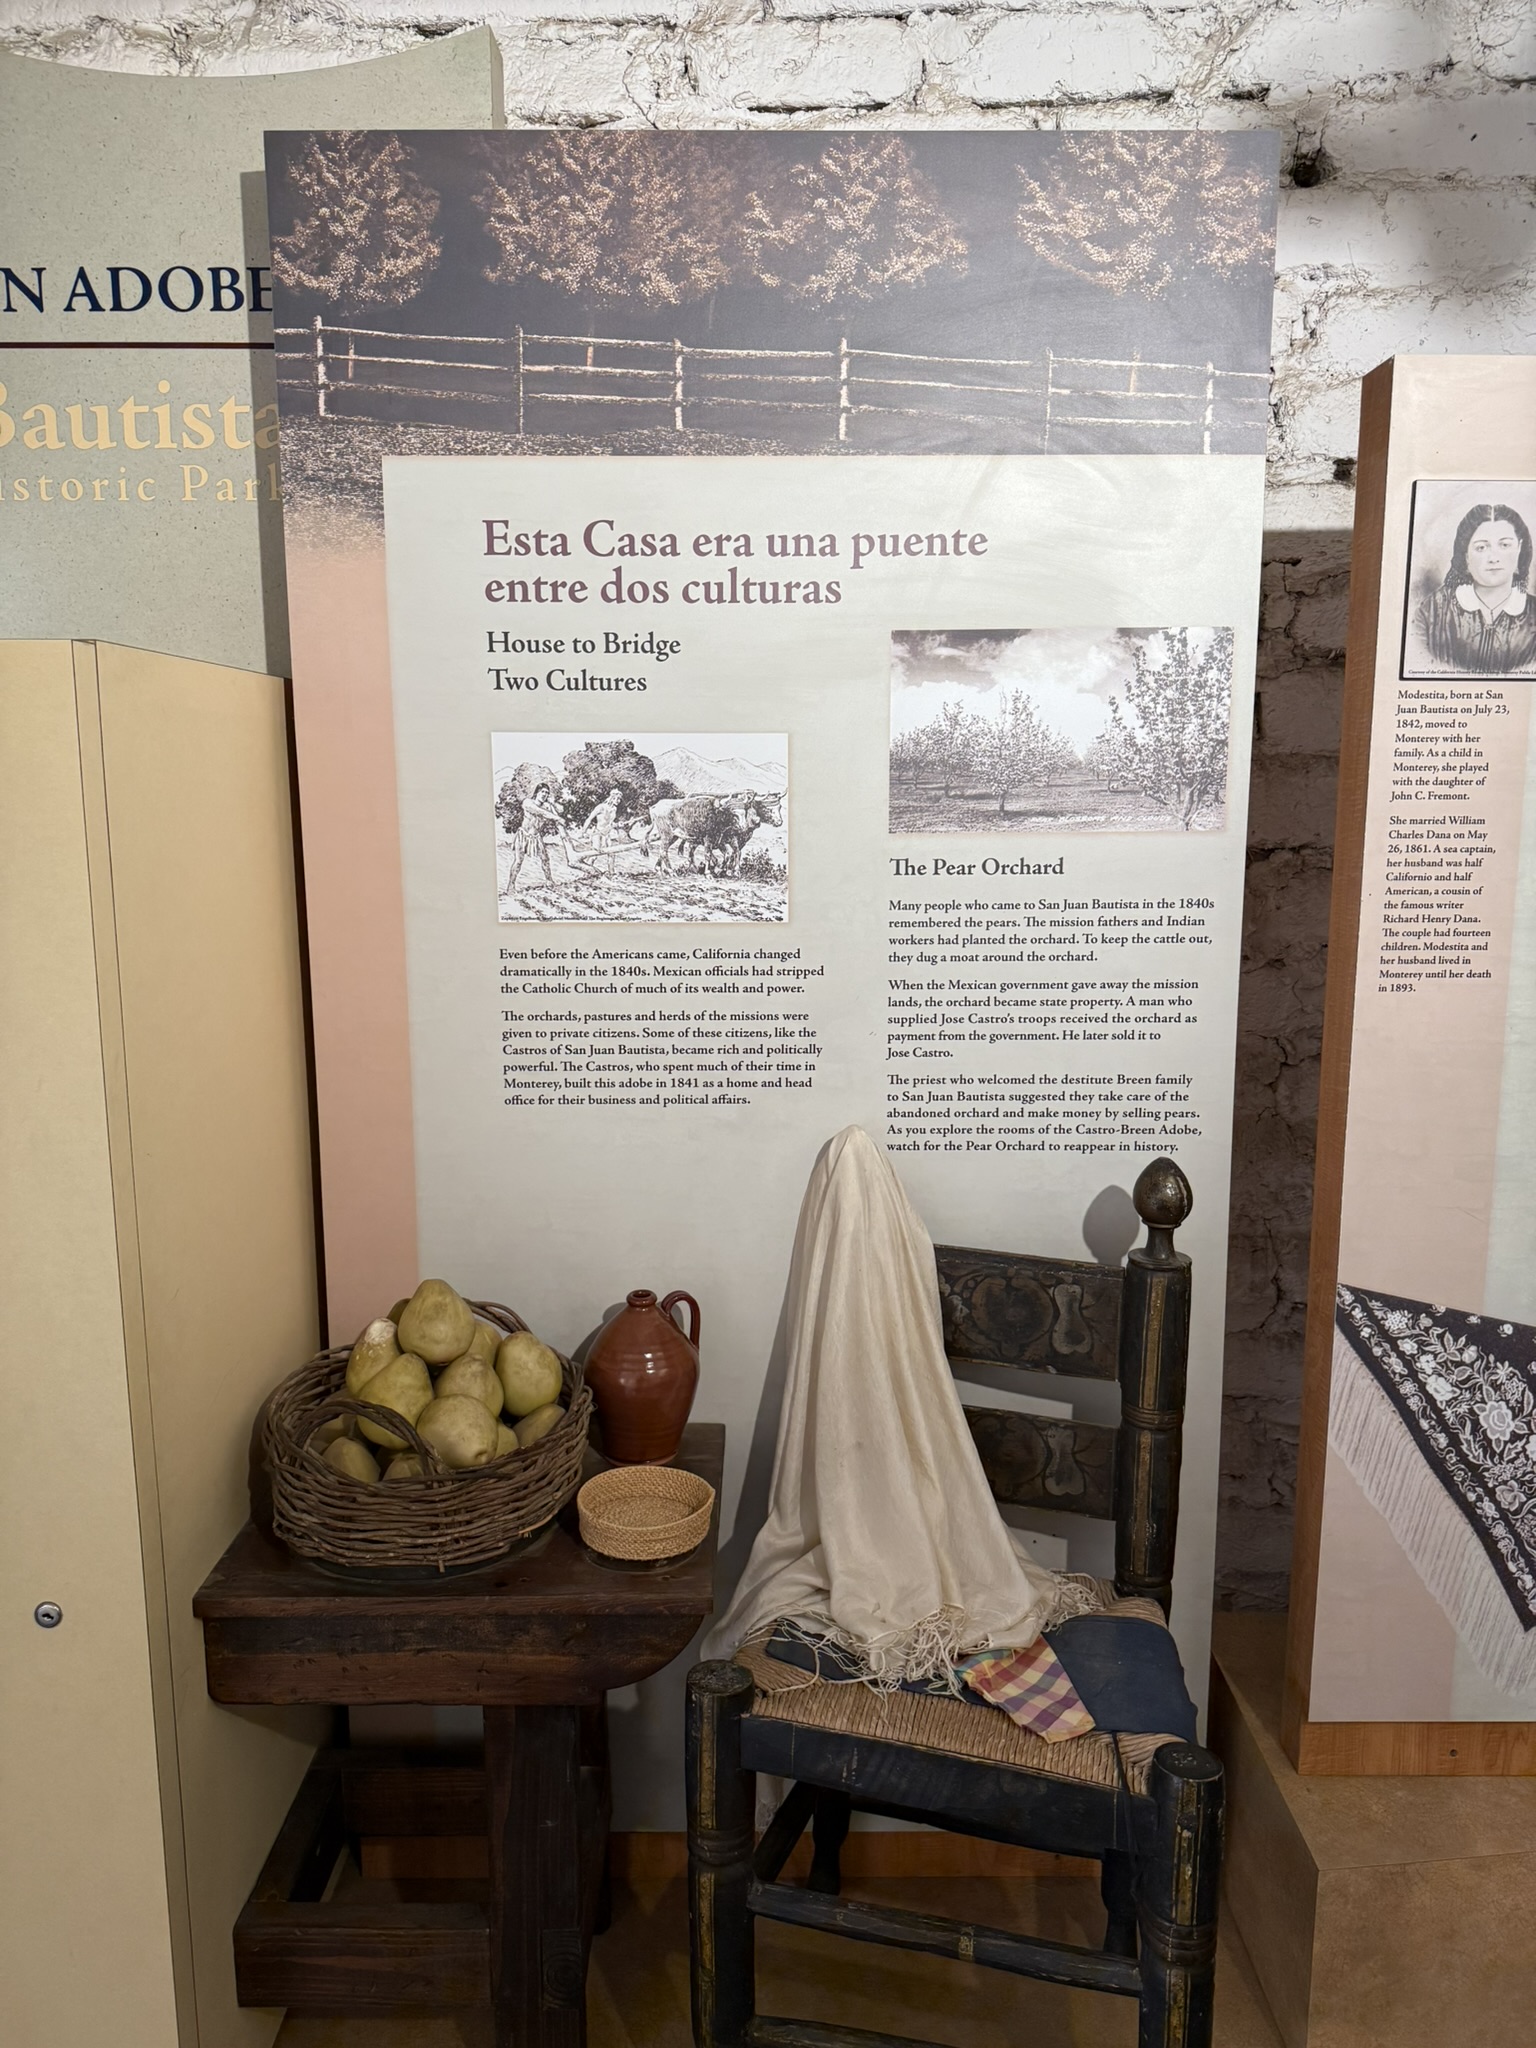 N ADOBE
Bautista
istoric Park
Esta Casa era una puente
entre dos culturas
House to Bridge
Two Cultures
Even before the Americans came, California changed
dramatically in the 1840s. Mexican officials had stripped
the Catholic Church of much of its wealth and power.
The orchards, pastures and herds of the missions were
given to private citizens. Some of these citizens, like the
Castros of San Juan Bautista, became rich and politically
powerful. The Castros, who spent much of their time in
Monterey, built this adobe in 1841 as a home and head
office for their business and political affairs.
PEAR BLOSSOMS AND CLOUDS
The Pear Orchard
Many people who came to San Juan Bautista in the 1840s
remembered the pears. The mission fathers and Indian
workers had planted the orchard. To keep the cattle out,
they dug a moat around the orchard.
When the Mexican government gave away the mission
lands, the orchard became state property. A man who
supplied Jose Castro's troops received the orchard as
payment from the government. He later sold it to
Jose Castro.
The priest who welcomed the destitute Breen family
to San Juan Bautista suggested they take care of the
abandoned orchard and make money by selling pears.
As you explore the rooms of the Castro-Breen Adobe,
watch for the Pear Orchard to reappear in history.
Courtesy of the California History
Modestita, born at San
Juan Bautista on July 23,
1842, moved to
Monterey with her
family. As a child in
Monterey, she played
with the daughter of
John C. Fremont.
She married William
Charles Dana on May
26, 1861. A sea captain,
her husband was half
Californio and half
American, a cousin of
the famous writer
Richard Henry Dana.
The couple had fourteen
children. Modestita and
her husband lived in
Monterey until her death
in 1893.